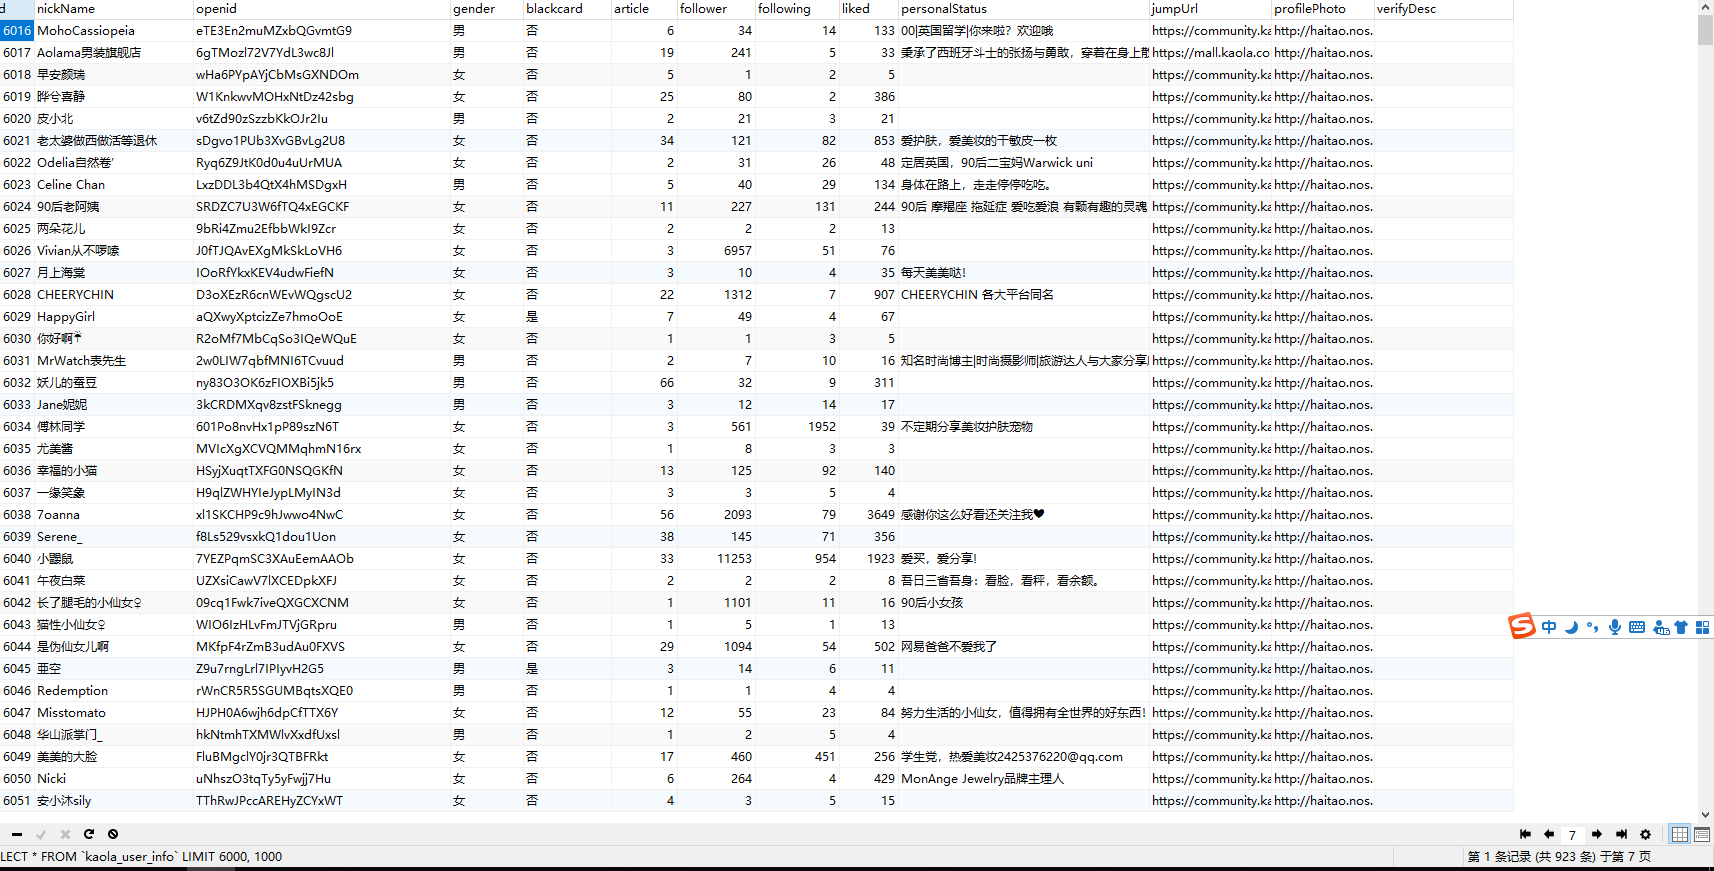 d nickName openid gender blackcard article follower following liked personalStatus jumpUrl profilePhoto verifyDesc
6016 MohoCassiopeia eTE3En2muMZxbQGvmtG9 男 否 6 34 14 133 00|英国留学|你来啦？欢迎哦 https://community.ka http://haitao.nos.
6017 Aolama男装旗舰店 6gTMozl72V7YdL3wc8Jl 男 否 19 241 5 33 秉承了西班牙斗士的张扬与勇敢，穿着在身上散 https://mall.kaola.co http://haitao.nos.
6018 早安颜瑞 wHa6PYpAYjCbMsGXNDOm 女 否 5 1 2 5 https://community.ka http://haitao.nos.
6019 晔兮喜静 W1KnkwvMOHxNtDz42sbg 女 否 25 80 2 386 https://community.ka http://haitao.nos.
6020 皮小北 v6tZd90zSzzbKkOJr2Iu 男 否 2 21 3 21 https://community.ka http://haitao.nos.
6021 老太婆做西做活等退休 sDgvo1PUb3XvGBvLg2U8 女 否 34 121 82 853 爱护肤，爱美妆的干敏皮一枚 https://community.ka http://haitao.nos.
6022 Odelia自然卷' Ryq6Z9JtK0d0u4uUrMUA 女 否 2 31 26 48 定居英国，90后二宝妈Warwick uni https://community.ka http://haitao.nos.
6023 Celine Chan LxzDDL3b4QtX4hMSDgxH 男 否 5 40 29 134 身体在路上，走走停停吃吃。 https://community.ka http://haitao.nos.
6024 90后老阿姨 SRDZC7U3W6fTQ4xEGCKF 女 否 11 227 131 244 90后 摩羯座 拖延症 爱吃爱浪 有颗有趣的灵魂 https://community.ka http://haitao.nos.
6025 两朵花儿 9bRi4Zmu2EfbbWkI9Zcr 女 否 2 2 2 13 https://community.ka http://haitao.nos.
6026 Vivian从不啰嗦 J0fTJQAvEXgMkSkLoVH6 女 否 3 6957 51 76 https://community.ka http://haitao.nos.
6027 月上海棠 IOoRfYkxKEV4udwFiefN 女 否 3 10 4 35 每天美美哒！ https://community.ka http://haitao.nos.
6028 CHEERYCHIN D3oXEzR6cnWEvWQgscU2 女 否 22 1312 7 907 CHEERYCHIN 各大平台同名 https://community.ka http://haitao.nos.
6029 HappyGirl aQXwyXptcizZe7hmoOoE 女 是 7 49 4 67 https://community.ka http://haitao.nos.
6030 你好啊☔ R2oMf7MbCqSo3IQeWQuE 女 否 1 1 3 5 https://community.ka http://haitao.nos.
6031 MrWatch表先生 2w0LIW7qbfMNI6TCvuud 男 否 2 7 10 16 知名时尚博主|时尚摄影师|旅游达人与大家分享 https://community.ka http://haitao.nos.
6032 妖儿的蚕豆 ny83O3OK6zFIOXBi5jk5 男 否 66 32 9 311 https://community.ka http://haitao.nos.
6033 Jane妮妮 3kCRDMXqv8zstFSknegg 男 否 3 12 14 17 https://community.ka http://haitao.nos.
6034 傅林同学 601Po8nvHx1pP89szN6T 女 否 3 561 1952 39 不定期分享美妆护肤宠物 https://community.ka http://haitao.nos.
6035 尤美酱 MVIcXgXCVQMMqhmN16rx 女 否 1 8 3 3 https://community.ka http://haitao.nos.
6036 幸福的小猫 HSyjXuqtTXFG0NSQGKfN 女 否 13 125 92 140 https://community.ka http://haitao.nos.
6037 一缘笑象 H9qlZWHYIeJypLMyIN3d 女 否 3 3 5 4 https://community.ka http://haitao.nos.
6038 7oanna xl1SKCHP9c9hJwwo4NwC 女 否 56 2093 79 3649 感谢你这么好看还关注我❤ https://community.ka http://haitao.nos.
6039 Serene_ f8Ls529vsxkQ1dou1Uon 女 否 38 145 71 356 https://community.ka http://haitao.nos.
6040 小鼹鼠 7YEZPqmSC3XAuEemAAOb 女 否 33 11253 954 1923 爱买，爱分享! https://community.ka http://haitao.nos.
6041 午夜白菜 UZXsiCawV7lXCEDpkXFJ 女 否 2 2 2 8 吾日三省吾身：看脸，看秤，看余额。 https://community.ka http://haitao.nos.
6042 长了腿毛的小仙女♀ 09cq1Fwk7iveQXGCXCNM 女 否 1 1101 11 16 90后小女孩 https://community.ka http://haitao.nos.
6043 猫性小仙女♀ WIO6IzHLvFmJTVjGRpru 男 否 1 5 1 13 https://community.ka http://haitao.nos.
6044 是伪仙女儿啊 MKfpF4rZmB3udAu0FXVS 女 否 29 1094 54 502 网易爸爸不爱我了 https://community.ka http://haitao.nos.
6045 亜空 Z9u7rngLrl7IPIyvH2G5 男 是 3 14 6 11 https://community.ka http://haitao.nos.
6046 Redemption rWnCR5R5SGUMBqtsXQE0 男 否 1 1 4 4 https://community.ka http://haitao.nos.
6047 Misstomato HJPH0A6wjh6dpCfTTX6Y 女 否 12 55 23 84 努力生活的小仙女，值得拥有全世界的好东西！ https://community.ka http://haitao.nos.
6048 华山派掌门_ hkNtmhTXMWlvXxdfUxsl 男 否 1 2 5 4 https://community.ka http://haitao.nos.
6049 美美的大脸 FluBMgclY0jr3QTBFRkt 女 否 17 460 451 256 学生党，热爱美妆2425376220@qq.com https://community.ka http://haitao.nos.
6050 Nicki uNhszO3tqTy5yFwjj7Hu 女 否 6 264 4 429 MonAnge Jewelry品牌主理人 https://community.ka http://haitao.nos.
6051 安小沐sily TThRwJPccAREHyZCYxWT 女 否 4 3 5 15 https://community.ka http://haitao.nos.
S 中
7
LECT * FROM `kaola_user_info` LIMIT 6000, 1000 第 1 条记录 (共 923 条) 于第 7 页